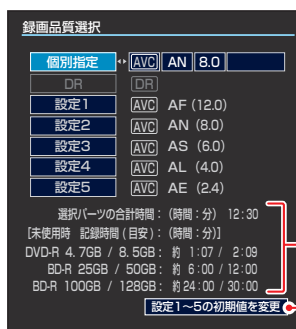 録画品質選択
個別指定 AVC AN 8.0
DR DR
設定1 AVC AF (12.0)
設定2 AVC AN (8.0)
設定3 AVC AS (6.0)
設定4 AVC AL (4.0)
設定5 AVC AE (2.4)
選択パーツの合計時間：(時間：分) 12:30
[未使用時 記録時間(目安)：(時間：分)]
DVD-R 4.7GB / 8.5GB：約 1:07 / 2:09
BD-R 25GB / 50GB：約 6:00 / 12:00
BD-R 100GB / 128GB：約24:00 / 30:00
設定1～5の初期値を変更